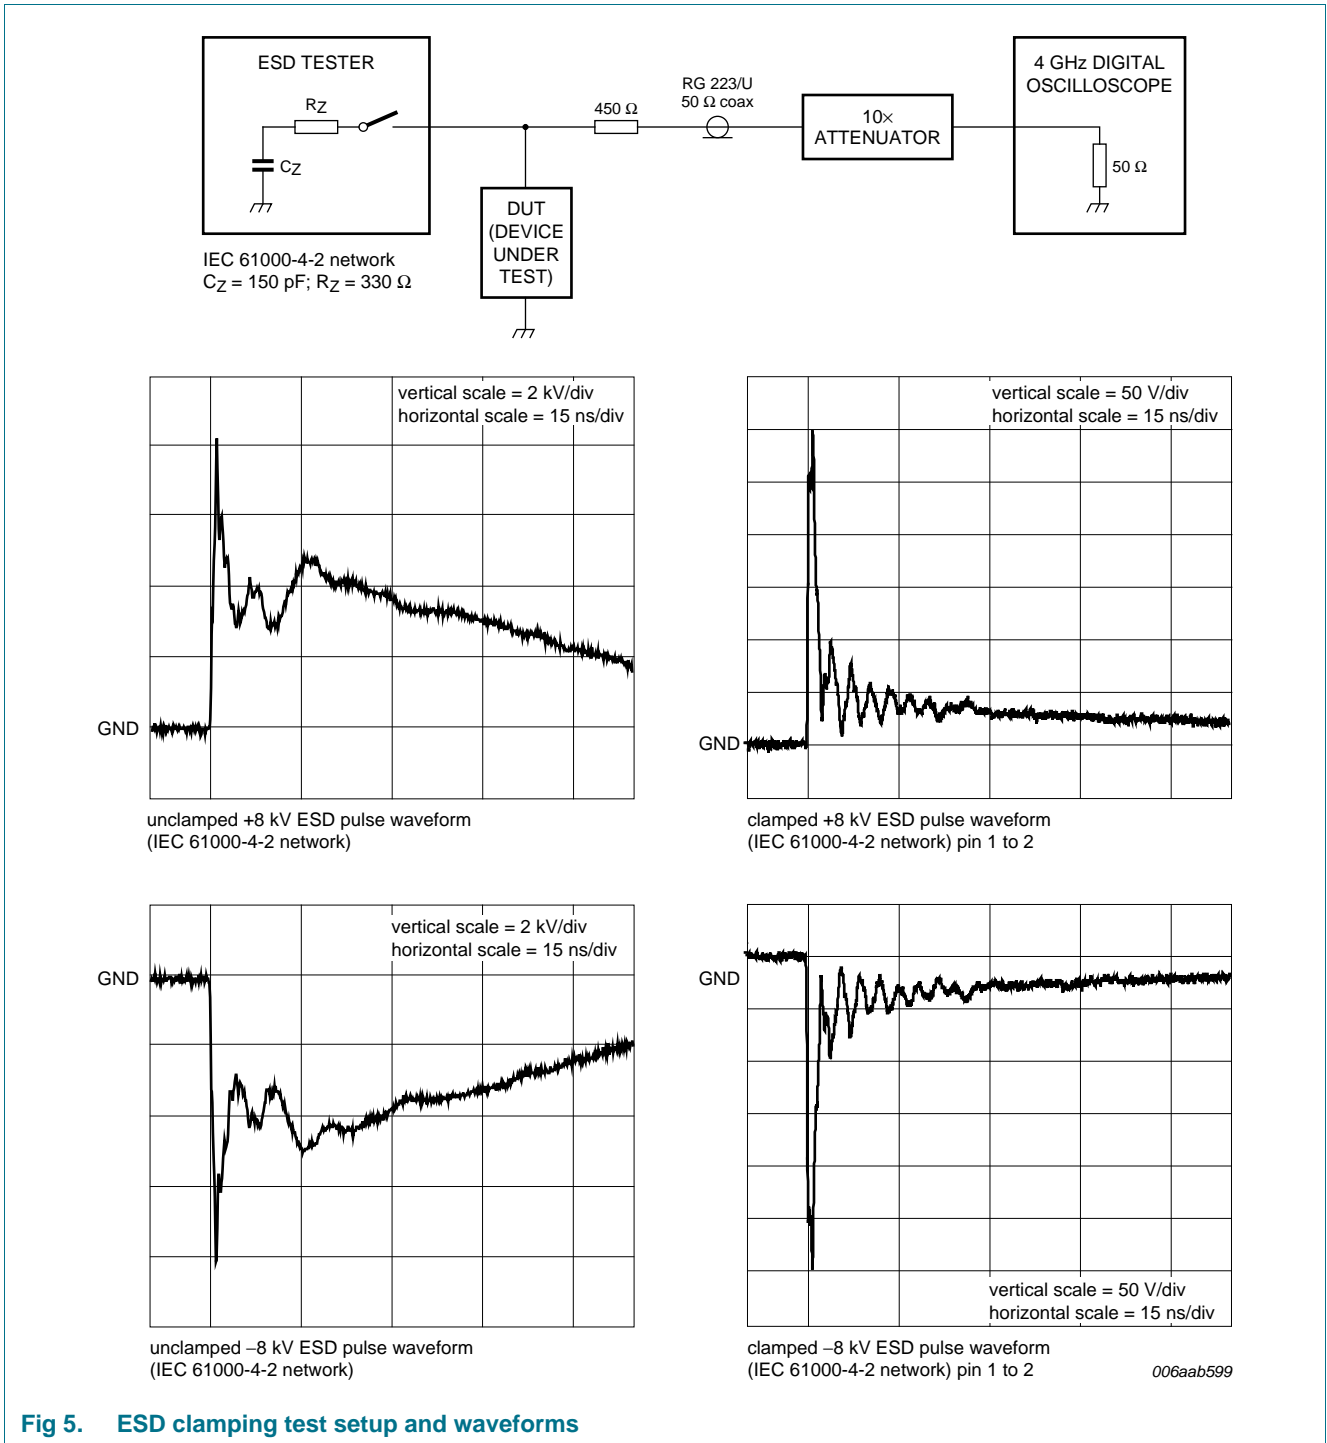 ESD TESTER
RZ
CZ
IEC 61000-4-2 network
CZ = 150 pF; RZ = 330 Ω
DUT
(DEVICE
UNDER
TEST)
450 Ω
RG 223/U
50 Ω coax
10×
ATTENUATOR
4 GHz DIGITAL
OSCILLOSCOPE
50 Ω
vertical scale = 2 kV/div
horizontal scale = 15 ns/div
GND
unclamped +8 kV ESD pulse waveform
(IEC 61000-4-2 network)
vertical scale = 50 V/div
horizontal scale = 15 ns/div
GND
clamped +8 kV ESD pulse waveform
(IEC 61000-4-2 network) pin 1 to 2
vertical scale = 2 kV/div
horizontal scale = 15 ns/div
GND
unclamped −8 kV ESD pulse waveform
(IEC 61000-4-2 network)
GND
vertical scale = 50 V/div
horizontal scale = 15 ns/div
clamped −8 kV ESD pulse waveform
(IEC 61000-4-2 network) pin 1 to 2
006aab599
Fig 5. ESD clamping test setup and waveforms